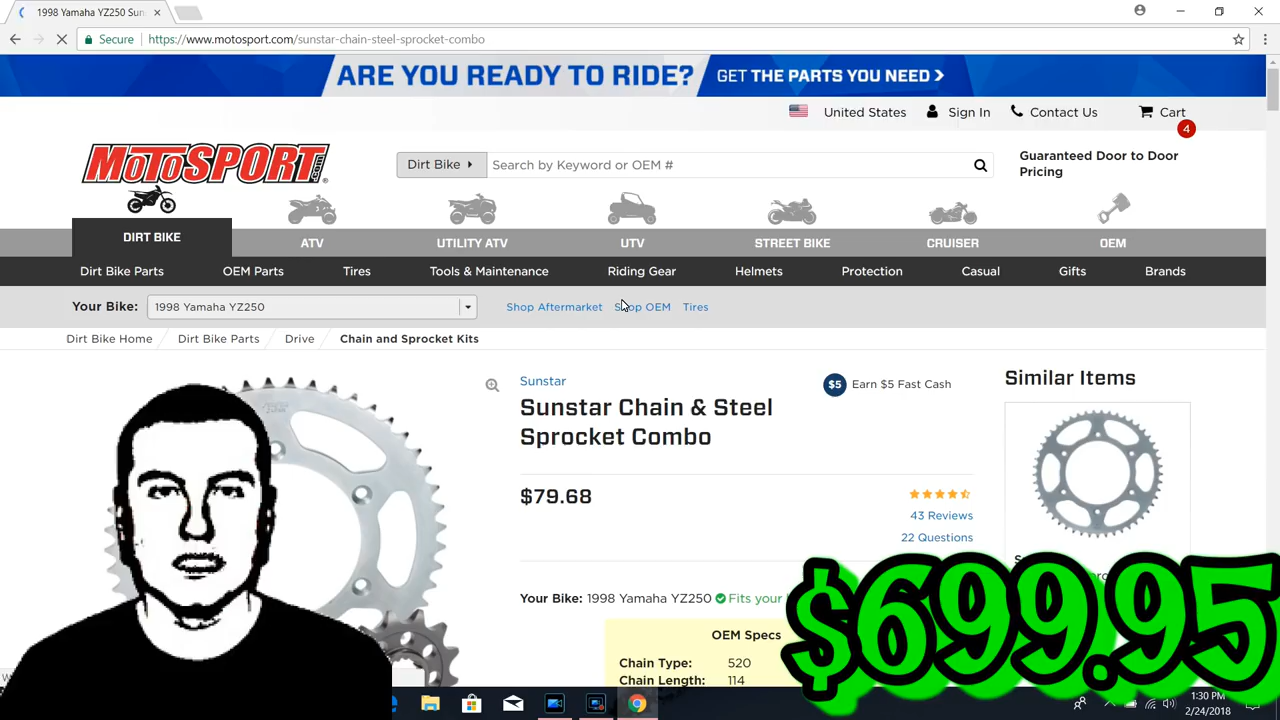 1998 Yamaha YZ250 Sun
Secure https://www.motosport.com/sunstar-chain-steel-sprocket-combo
ARE YOU READY TO RIDE? GET THE PARTS YOU NEED >
United States Sign In Contact Us Cart
4
MOTOSPORT.COM
Dirt Bike Search by Keyword or OEM #
Guaranteed Door to Door
Pricing
DIRT BIKE ATV UTILITY ATV UTV STREET BIKE CRUISER OEM
Dirt Bike Parts OEM Parts Tires Tools & Maintenance Riding Gear Helmets Protection Casual Gifts Brands
Your Bike: 1998 Yamaha YZ250 Shop Aftermarket Shop OEM Tires
Dirt Bike Home / Dirt Bike Parts / Drive / Chain and Sprocket Kits
Sunstar
$5 Earn $5 Fast Cash
Similar Items
Sunstar Chain & Steel
Sprocket Combo
$79.68
43 Reviews
22 Questions
Your Bike: 1998 Yamaha YZ250 Fits your
$699.95
OEM Specs
Chain Type: 520
Chain Length: 114
1:30 PM
2/24/2018